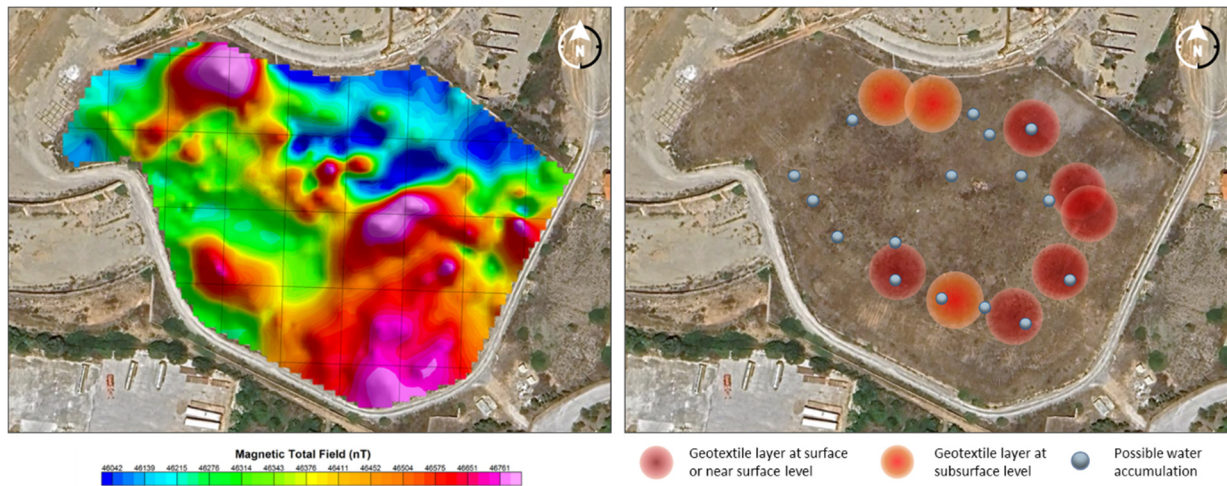 N
N
Magnetic Total Field (nT)
46042 46139 46215 46276 46314 46343 46376 46411 46452 46504 46575 46651 46761
Geotextile layer at surface
or near surface level
Geotextile layer at
subsurface level
Possible water
accumulation